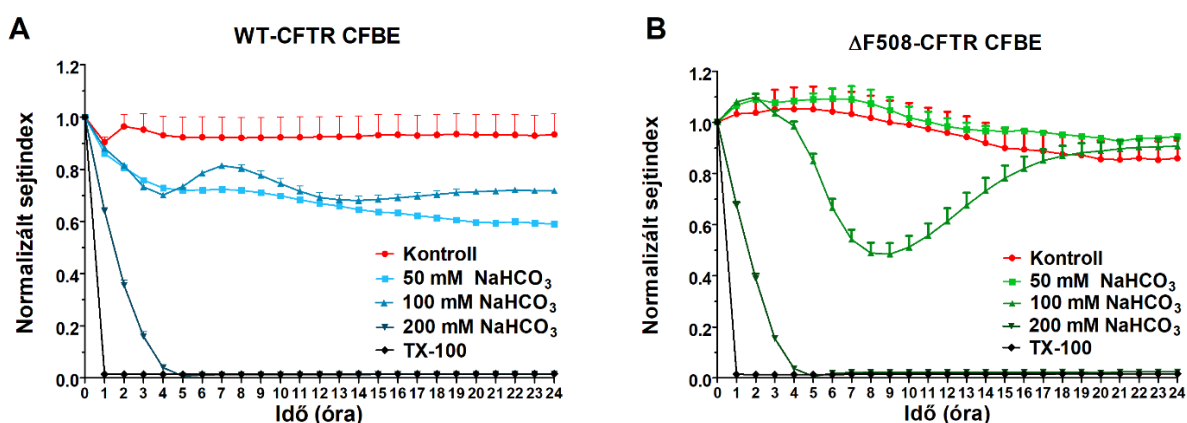 A
WT-CFTR CFBE
Normalizált sejtindex
1.2
1.0
0.8
0.6
0.4
0.2
0.0
Kontroll
50 mM NaHCO₃
100 mM NaHCO₃
200 mM NaHCO₃
TX-100
0 1 2 3 4 5 6 7 8 9 10 11 12 13 14 15 16 17 18 19 20 21 22 23 24
Idő (óra)
B
ΔF508-CFTR CFBE
Normalizált sejtindex
1.2
1.0
0.8
0.6
0.4
0.2
0.0
Kontroll
50 mM NaHCO₃
100 mM NaHCO₃
200 mM NaHCO₃
TX-100
0 1 2 3 4 5 6 7 8 9 10 11 12 13 14 15 16 17 18 19 20 21 22 23 24
Idő (óra)